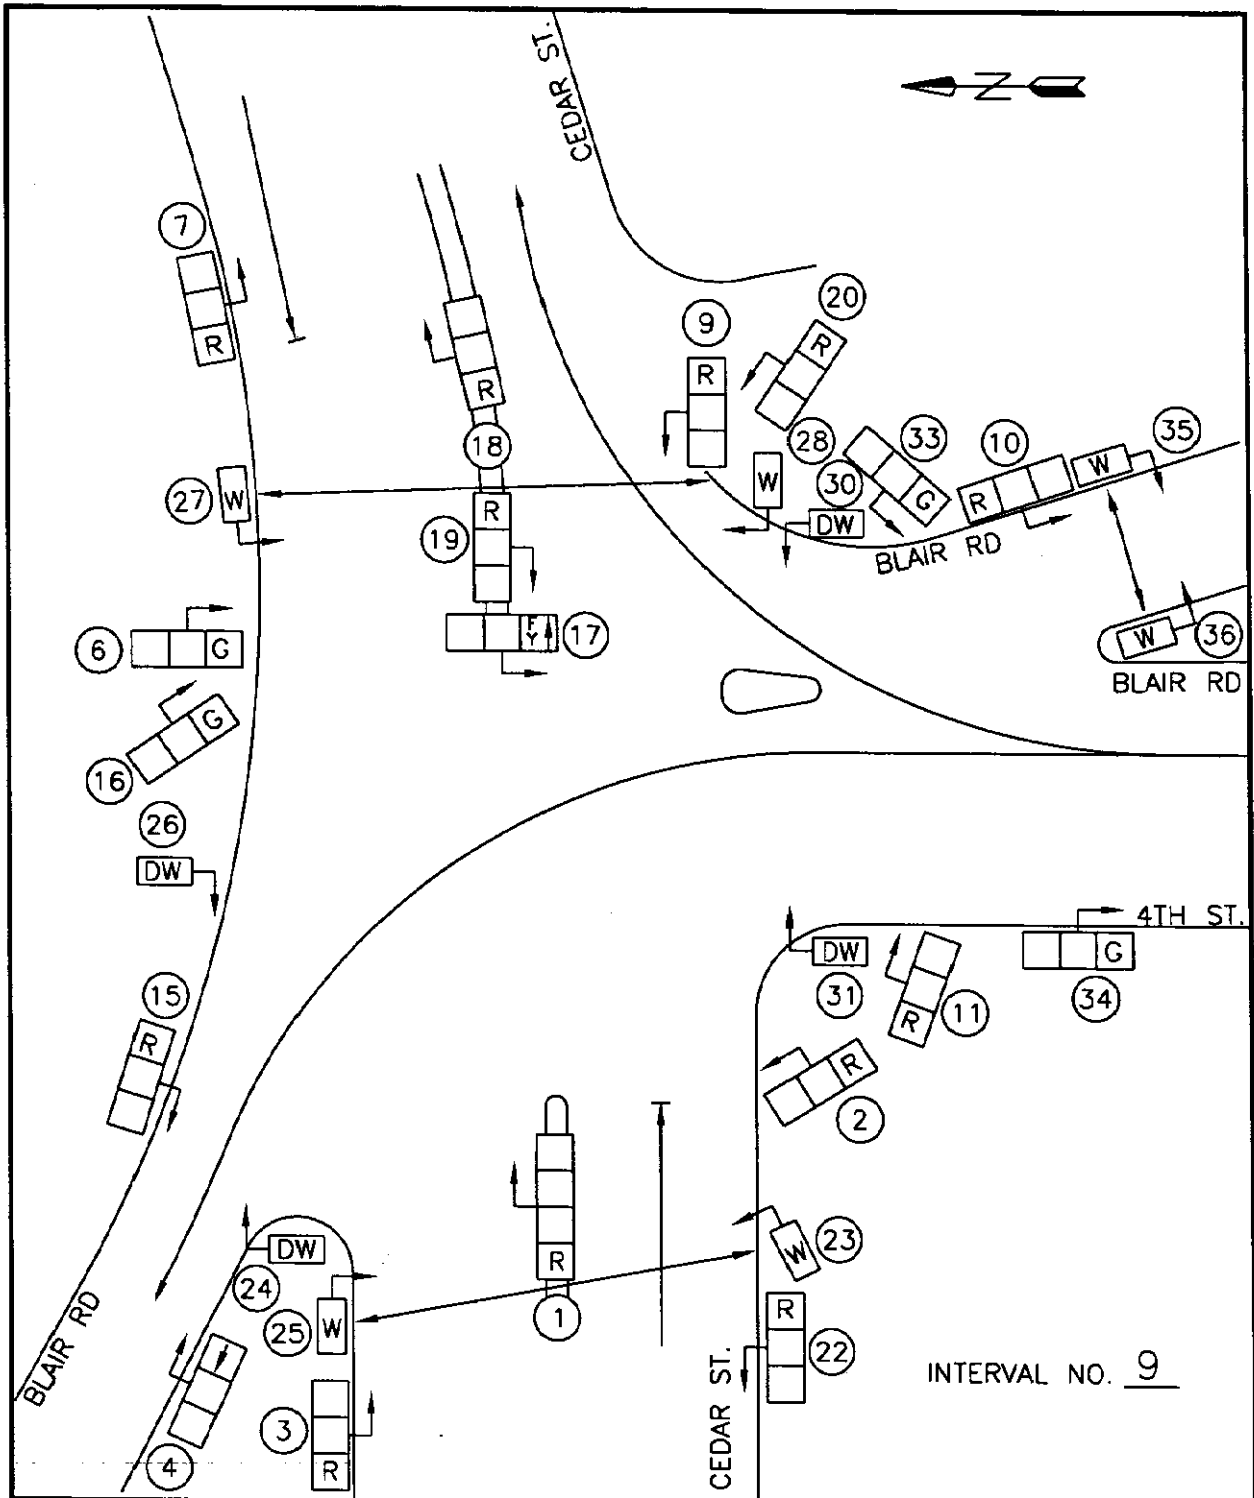 CEDAR ST.
N
7
R
20
9
R
R
R
18
28
33
10
35
27
W
W
30
R
W
R
G
19
DW
BLAIR RD
6
G
FY
17
W
36
BLAIR RD
G
16
26
DW
4TH ST.
DW
G
15
31
11
34
R
R
R
2
DW
24
R
W
23
25
W
1
R
22
BLAIR RD
CEDAR ST.
INTERVAL NO. 9
3
R
4